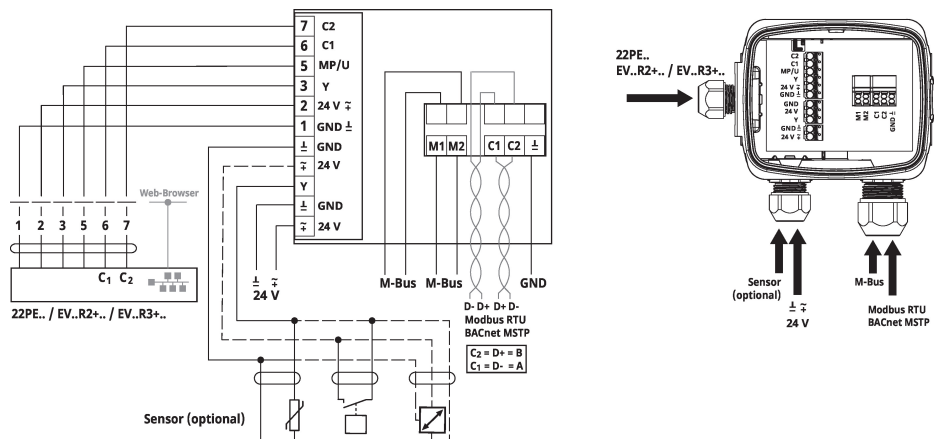 7 C2
6 C1
5 MP/U
3 Y
2 24 V ⏦
1 GND ⊥
⊥ GND
~ 24 V
Y
⊥ GND
~ 24 V
M1 M2 C1 C2 ⊥
Web-Browser
1 2 3 5 6 7
C1 C2
22PE.. / EV..R2+.. / EV..R3+..
⊥ ~
24 V
M-Bus M-Bus GND
D- D+ D+ D-
Modbus RTU
BACnet MSTP
C2 = D+ = B
C1 = D- = A
Sensor (optional)
22PE..
EV..R2+.. / EV..R3+..
C2
C1
MP/U
Y
24 V ~
GND ⊥
GND
24 V
Y
GND ⊥
24 V ~
M1
M2
C1
C2
GND ⊥
Sensor
(optional)
⊥ ~
24 V
M-Bus
Modbus RTU
BACnet MSTP